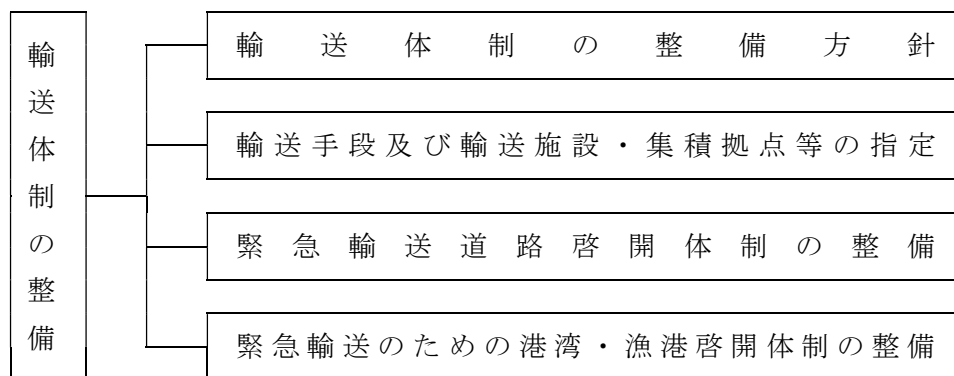 輸送体制の整備
輸送体制の整備方針
輸送手段及び輸送施設・集積拠点等の指定
緊急輸送道路啓開体制の整備
緊急輸送のための港湾・漁港啓開体制の整備